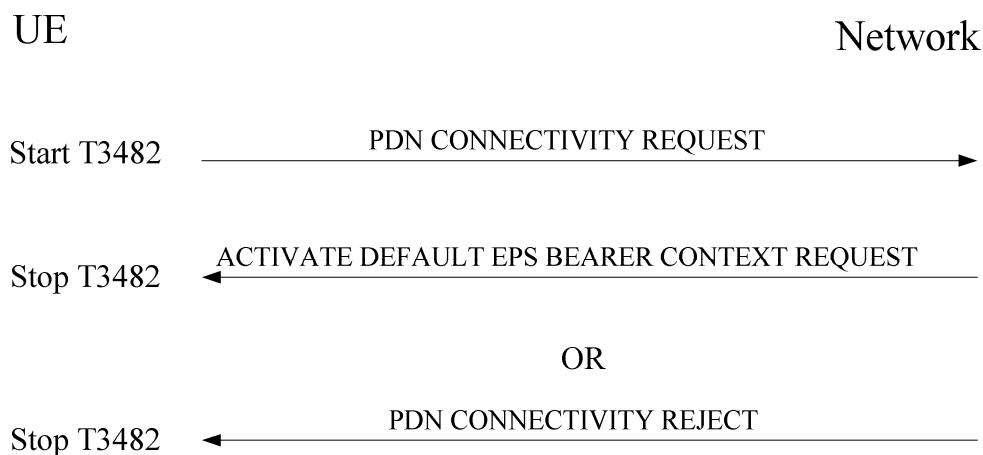 UE
Network
Start T3482
PDN CONNECTIVITY REQUEST
ACTIVATE DEFAULT EPS BEARER CONTEXT REQUEST
Stop T3482
OR
PDN CONNECTIVITY REJECT
Stop T3482